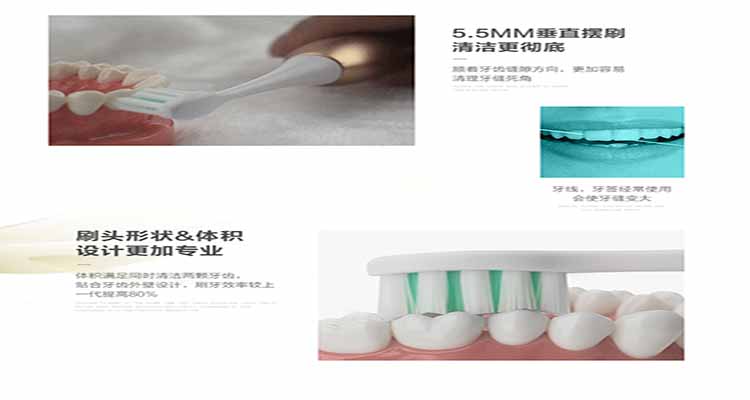 5.5MM垂直摆刷
清洁更彻底
顺着牙齿缝隙方向，更加容易
清理牙缝死角
牙线，牙签经常使用
会使牙缝变大
刷头形状&体积
设计更加专业
体积满足同时清洁两颗牙齿，
贴合牙齿外壁设计，刷牙效率较上
一代提高80%